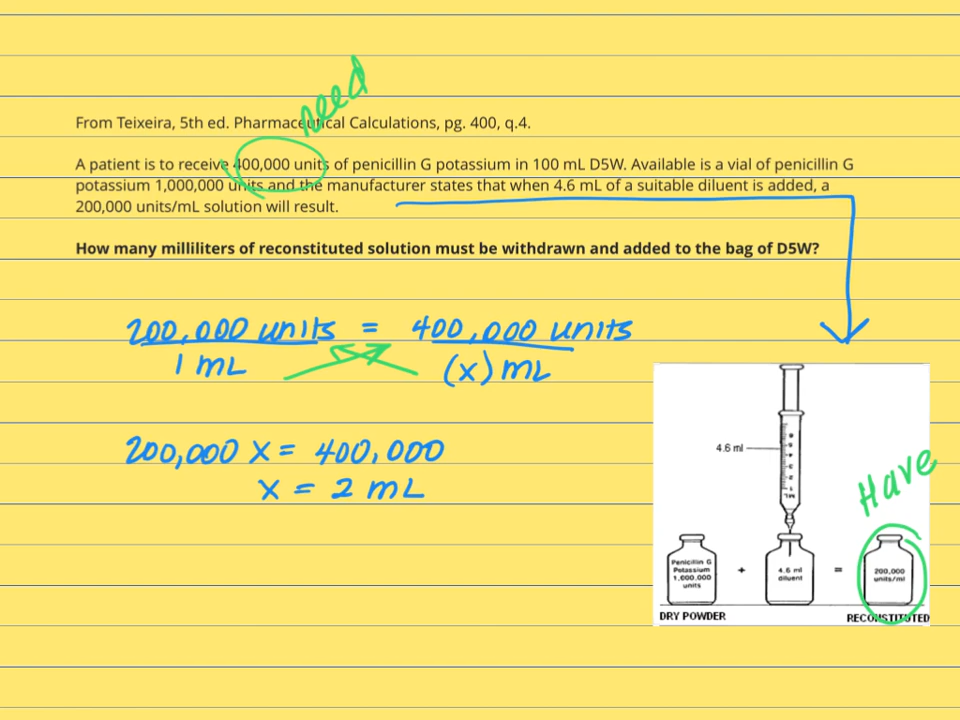 need
From Teixeira, 5th ed. Pharmaceutical Calculations, pg. 400, q.4.
A patient is to receive 400,000 units of penicillin G potassium in 100 mL D5W. Available is a vial of penicillin G
potassium 1,000,000 units and the manufacturer states that when 4.6 mL of a suitable diluent is added, a
200,000 units/mL solution will result.
How many milliliters of reconstituted solution must be withdrawn and added to the bag of D5W?
200,000 units = 400,000 units
1 mL (x) mL
200,000 x = 400,000
x = 2 mL
4.6 ml
ML
Have
Penicillin G
Potassium
1,000.000
units
+
4.6 ml
diluent
=
200,000
units/ml
DRY POWDER
RECONSTITUTED